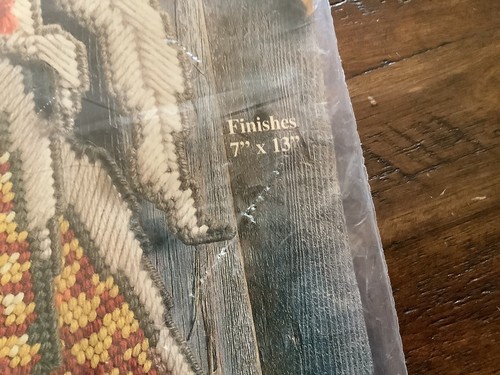 Finishes
7” x 13”